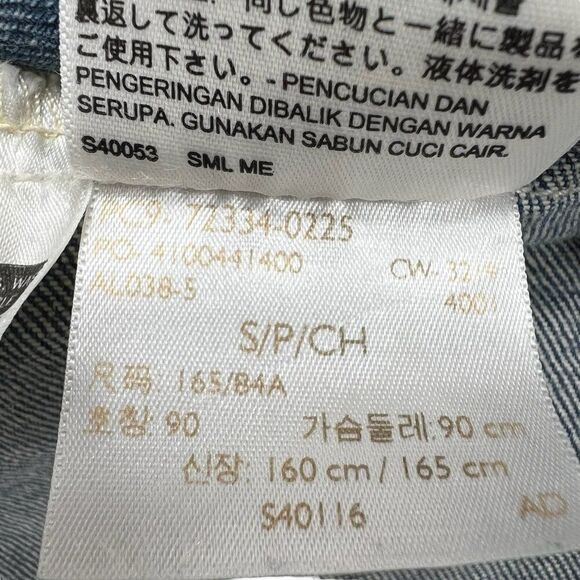 裏返して洗ってください。液体洗剤を
ご使用下さい。- PENCUCIAN DAN
PENGERINGAN DIBALIK DENGAN WARNA
SERUPA. GUNAKAN SABUN CUCI CAIR.
S40053 SML ME
PC9- 72334-0225
PO- 4100441400 CW- 32/4
AL038-5 4001
S/P/CH
尺码: 165/84A
호칭: 90 가슴둘레: 90 cm
신장: 160 cm / 165 cm
S40116 AD